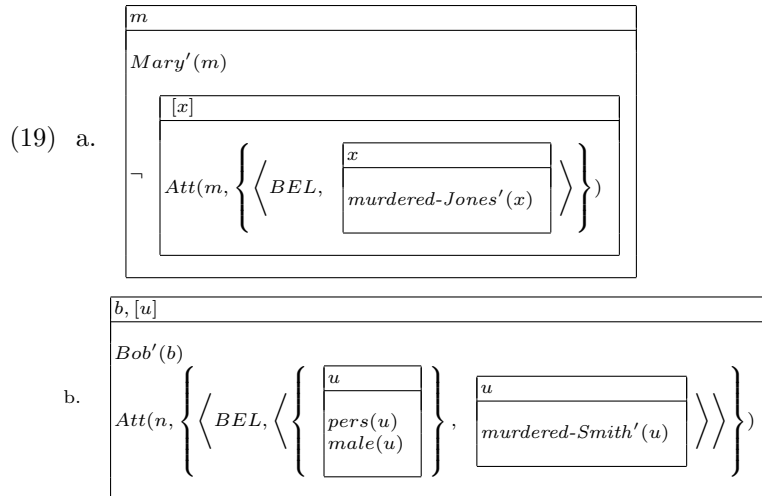 m
Mary′(m)
[x]
(19) a.
x
¬ Att(m, { ⟨ BEL, murdered-Jones′(x) ⟩ } )
b, [u]
Bob′(b)
u
u
b.
Att(n, { ⟨ BEL, ⟨ { pers(u) male(u) } , murdered-Smith′(u) ⟩ ⟩ } )